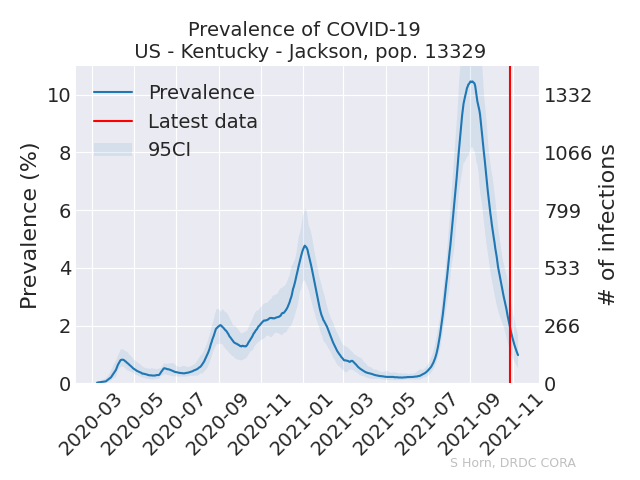 Prevalence of COVID-19
US - Kentucky - Jackson, pop. 13329
Prevalence
Latest data
95CI
Prevalence (%)
10
8
6
4
2
0
1332
1066
799
533
266
0
# of infections
2020-03
2020-05
2020-07
2020-09
2020-11
2021-01
2021-03
2021-05
2021-07
2021-09
2021-11
S Horn, DRDC CORA